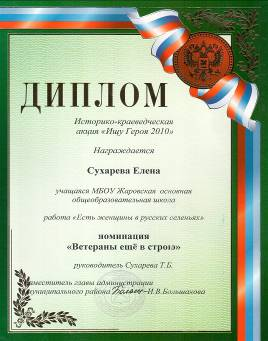 ДИПЛОМ
Историко-краеведческая
акция «Ищу Героя 2010»
Награждается
Сухарева Елена
учащаяся МБОУ Жаровская основная
общеобразовательная школа
работа «Есть женщины в русских селеньях»
номинация
«Ветераны ещё в строю»
руководитель Сухарева Т.Б.
заместитель главы администрации
муниципального района Н.В.Большакова